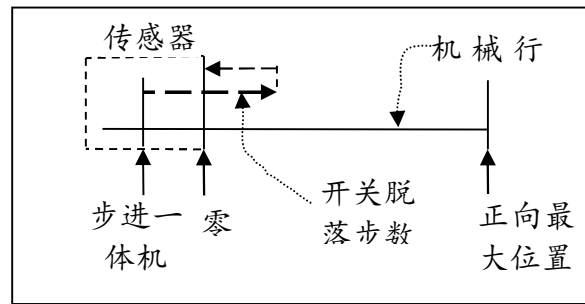 传感器
机械行
步进一
体机
零
开关脱
落步数
正向最
大位置